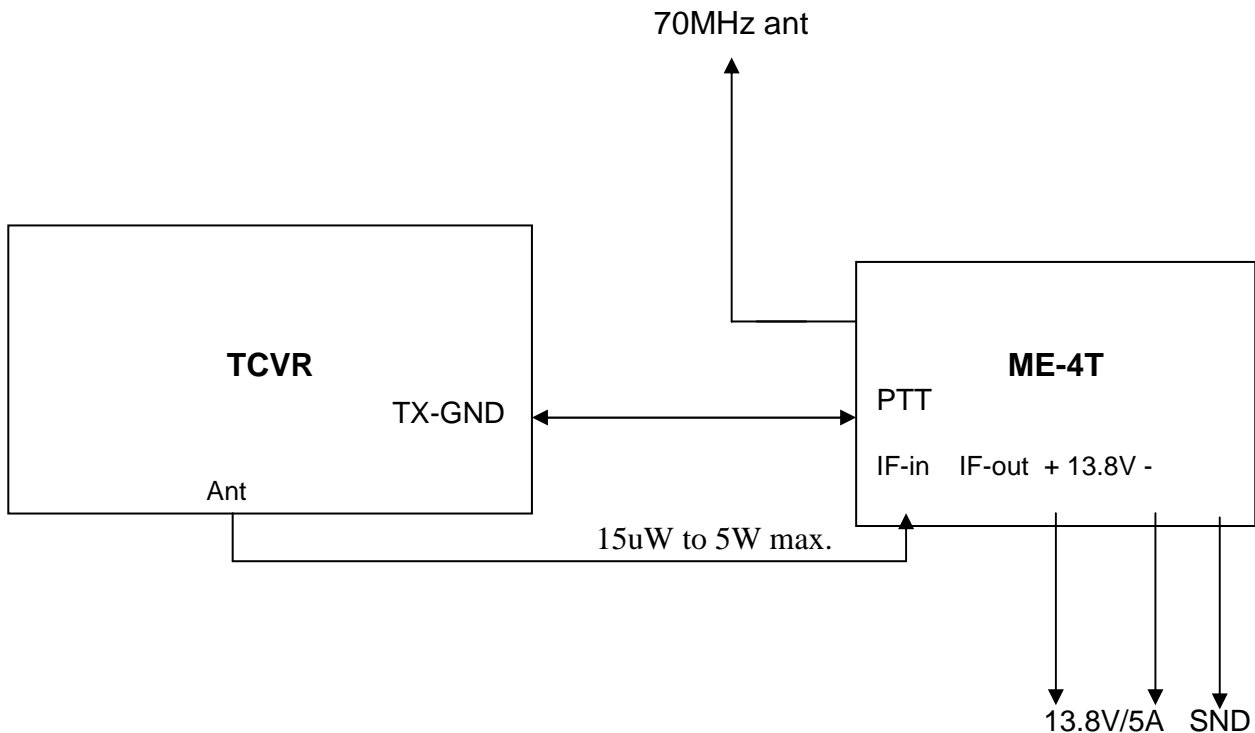 70MHz ant
TCVR
ME-4T
TX-GND
PTT
IF-in IF-out + 13.8V -
Ant
15uW to 5W max.
13.8V/5A SND